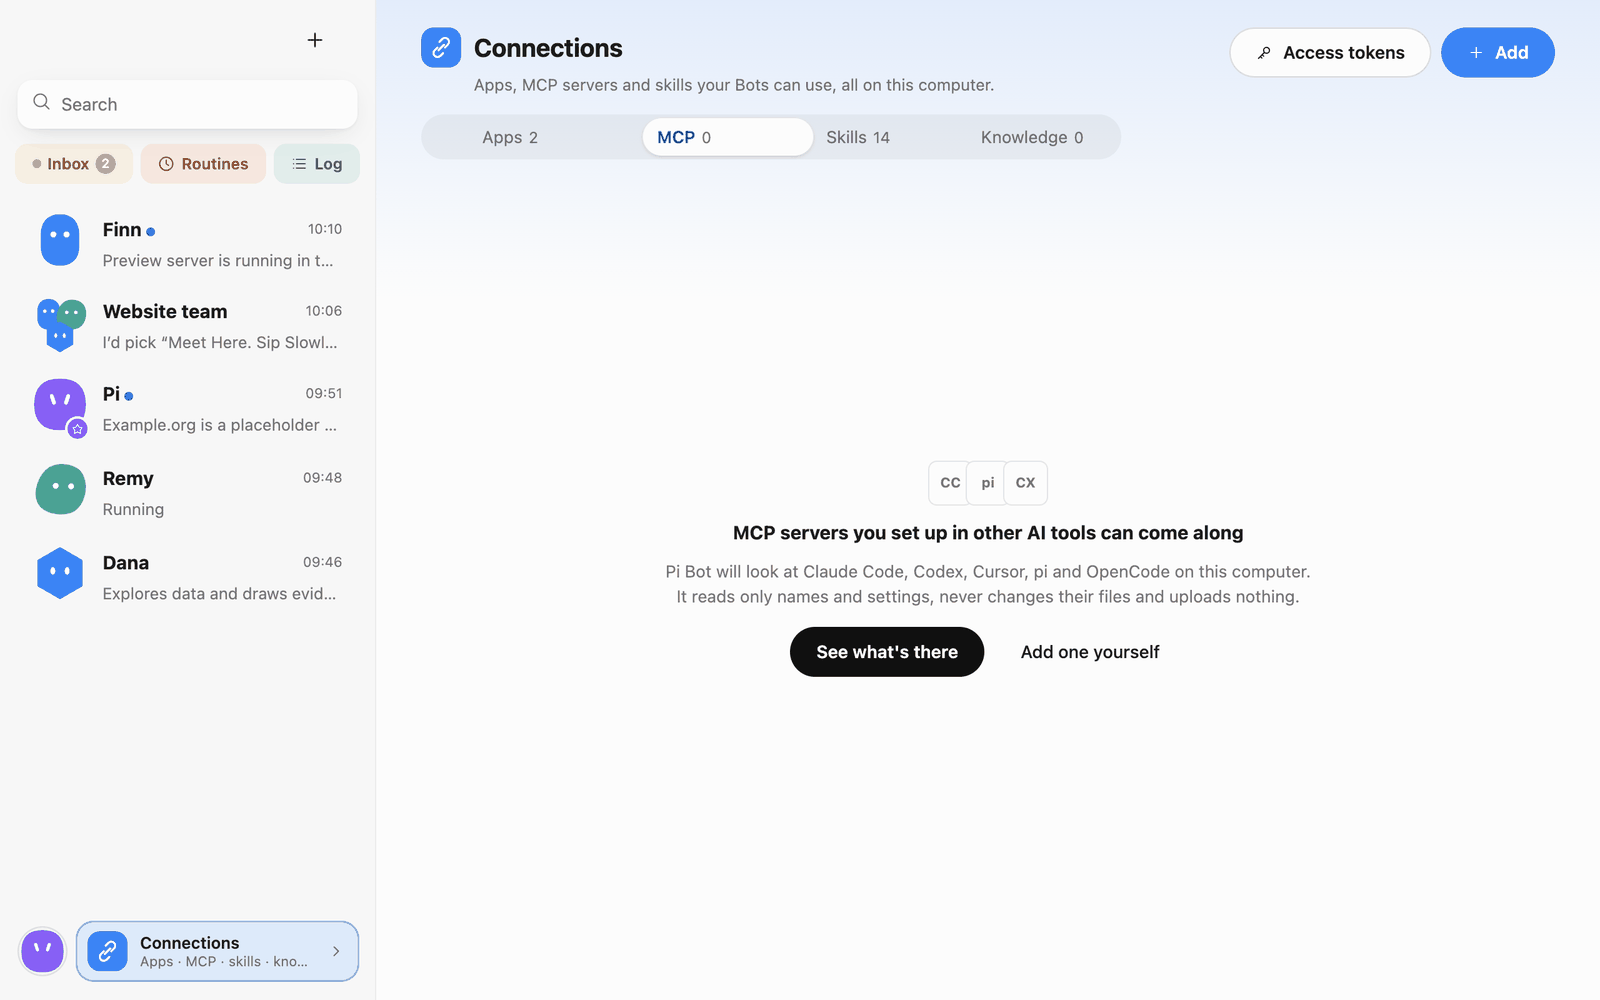 Search
Inbox 2
Routines
Log
Finn
10:10
Preview server is running in t...
Website team
10:06
I'd pick “Meet Here. Sip Slowl...
Pi
09:51
Example.org is a placeholder ...
Remy
09:48
Running
Dana
09:46
Explores data and draws evid...
Connections
Apps · MCP · skills · kno...
Connections
Apps, MCP servers and skills your Bots can use, all on this computer.
Access tokens
Add
Apps 2
MCP 0
Skills 14
Knowledge 0
CC
pi
CX
MCP servers you set up in other AI tools can come along
Pi Bot will look at Claude Code, Codex, Cursor, pi and OpenCode on this computer.
It reads only names and settings, never changes their files and uploads nothing.
See what's there
Add one yourself